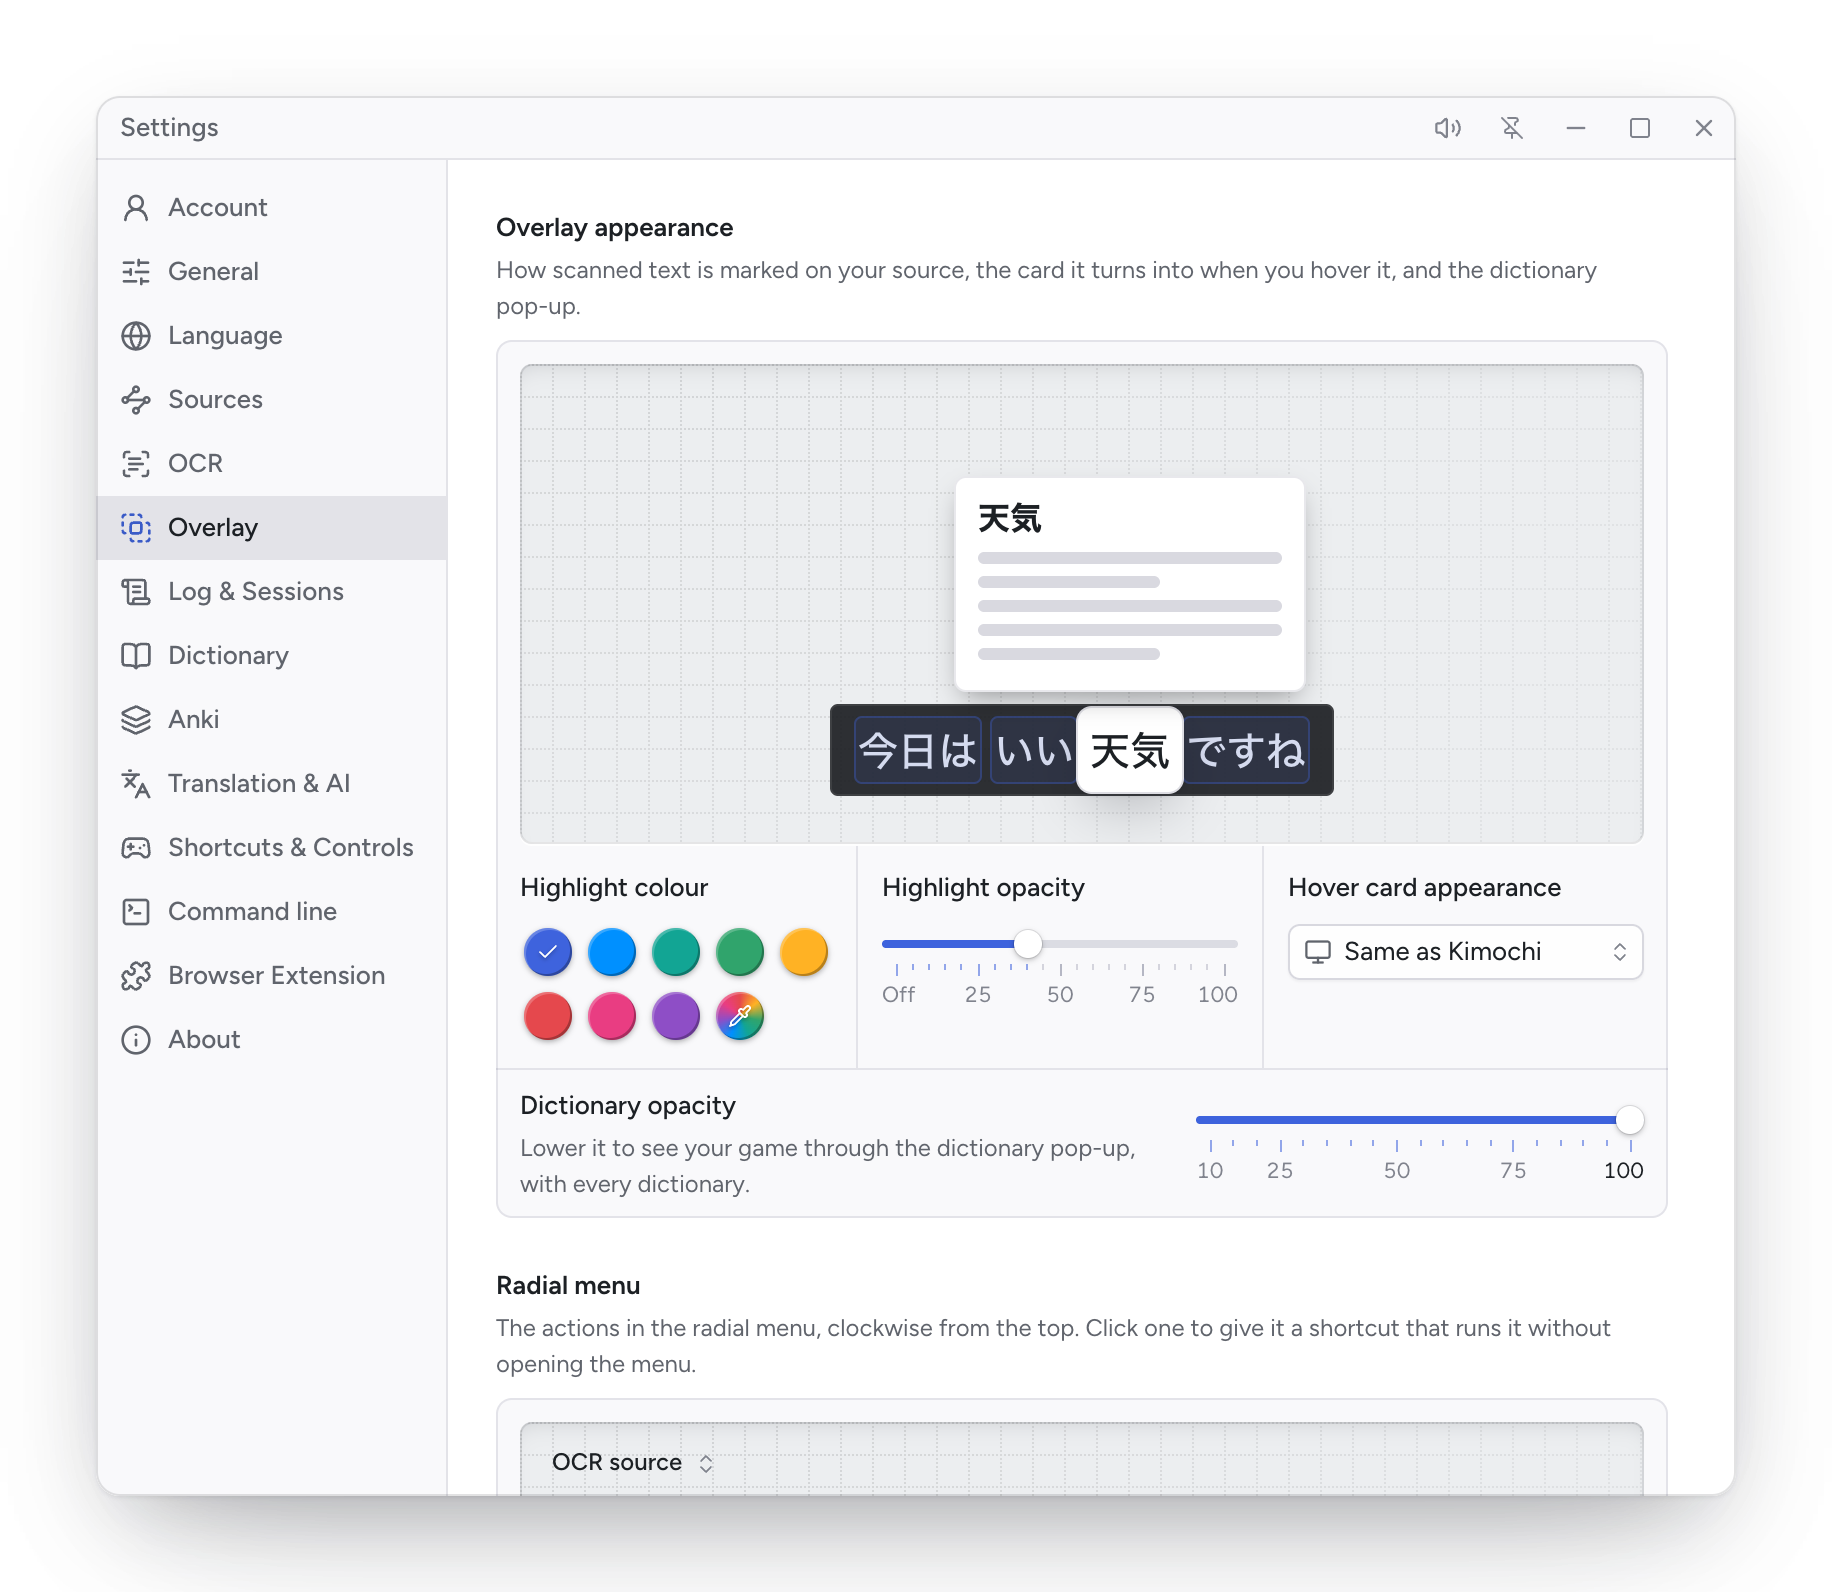 Settings
Account
General
Language
Sources
OCR
Overlay
Log & Sessions
Dictionary
Anki
Translation & AI
Shortcuts & Controls
Command line
Browser Extension
About
Overlay appearance
How scanned text is marked on your source, the card it turns into when you hover it, and the dictionary
pop-up.
天気
今日は いい 天気 ですね
Highlight colour
Highlight opacity
Off 25 50 75 100
Hover card appearance
Same as Kimochi
Dictionary opacity
Lower it to see your game through the dictionary pop-up,
with every dictionary.
10 25 50 75 100
Radial menu
The actions in the radial menu, clockwise from the top. Click one to give it a shortcut that runs it without
opening the menu.
OCR source